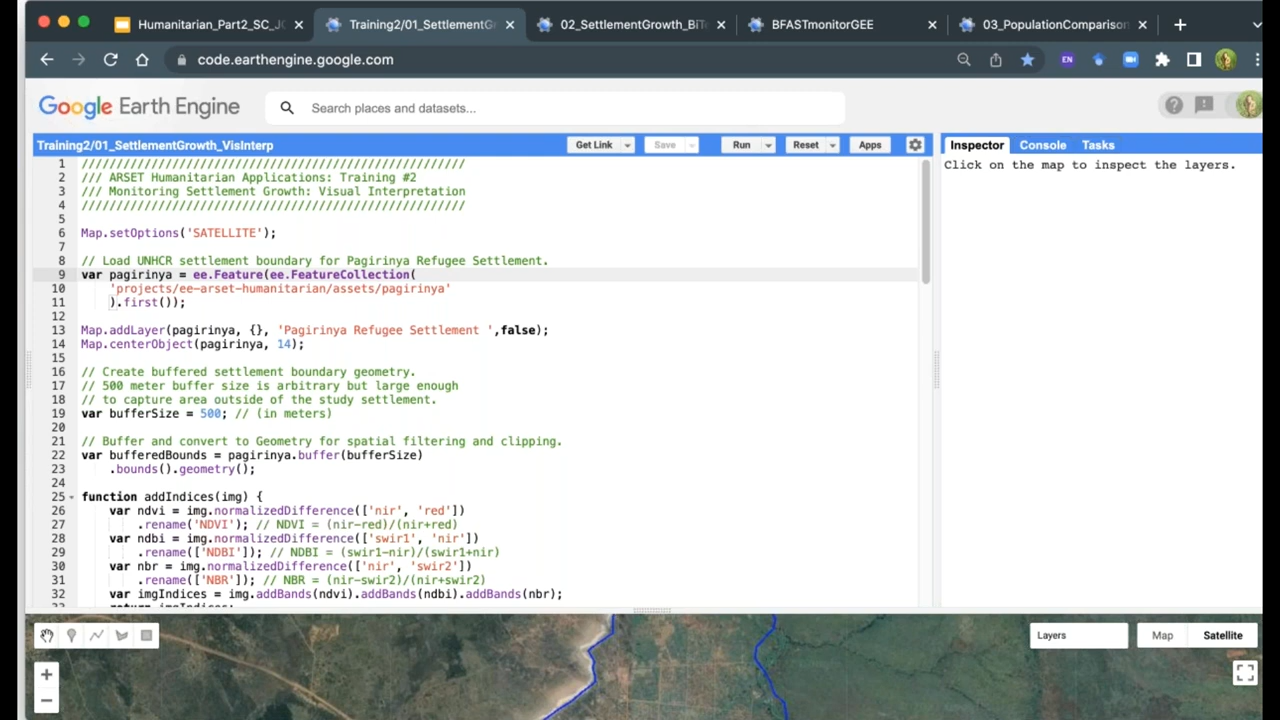 Humanitarian_Part2_SC_JC
Training2/01_SettlementGr
02_SettlementGrowth_BiTe
BFASTmonitorGEE
03_PopulationComparison
code.earthengine.google.com
EN
Google Earth Engine
Search places and datasets...
Training2/01_SettlementGrowth_VisInterp
Get Link
Save
Run
Reset
Apps
Inspector
Console
Tasks
Click on the map to inspect the layers.
1 ///////////////////////////////////////////////////////
2 /// ARSET Humanitarian Applications: Training #2
3 /// Monitoring Settlement Growth: Visual Interpretation
4 ///////////////////////////////////////////////////////
5
6 Map.setOptions('SATELLITE');
7
8 // Load UNHCR settlement boundary for Pagirinya Refugee Settlement.
9 var pagirinya = ee.Feature(ee.FeatureCollection(
10 'projects/ee-arset-humanitarian/assets/pagirinya'
11 ).first());
12
13 Map.addLayer(pagirinya, {}, 'Pagirinya Refugee Settlement ',false);
14 Map.centerObject(pagirinya, 14);
15
16 // Create buffered settlement boundary geometry.
17 // 500 meter buffer size is arbitrary but large enough
18 // to capture area outside of the study settlement.
19 var bufferSize = 500; // (in meters)
20
21 // Buffer and convert to Geometry for spatial filtering and clipping.
22 var bufferedBounds = pagirinya.buffer(bufferSize)
23 .bounds().geometry();
24
25 function addIndices(img) {
26 var ndvi = img.normalizedDifference(['nir', 'red'])
27 .rename('NDVI'); // NDVI = (nir-red)/(nir+red)
28 var ndbi = img.normalizedDifference(['swir1', 'nir'])
29 .rename(['NDBI']); // NDBI = (swir1-nir)/(swir1+nir)
30 var nbr = img.normalizedDifference(['nir', 'swir2'])
31 .rename(['NBR']); // NBR = (nir-swir2)/(nir+swir2)
32 var imgIndices = img.addBands(ndvi).addBands(ndbi).addBands(nbr);
Layers
Map
Satellite